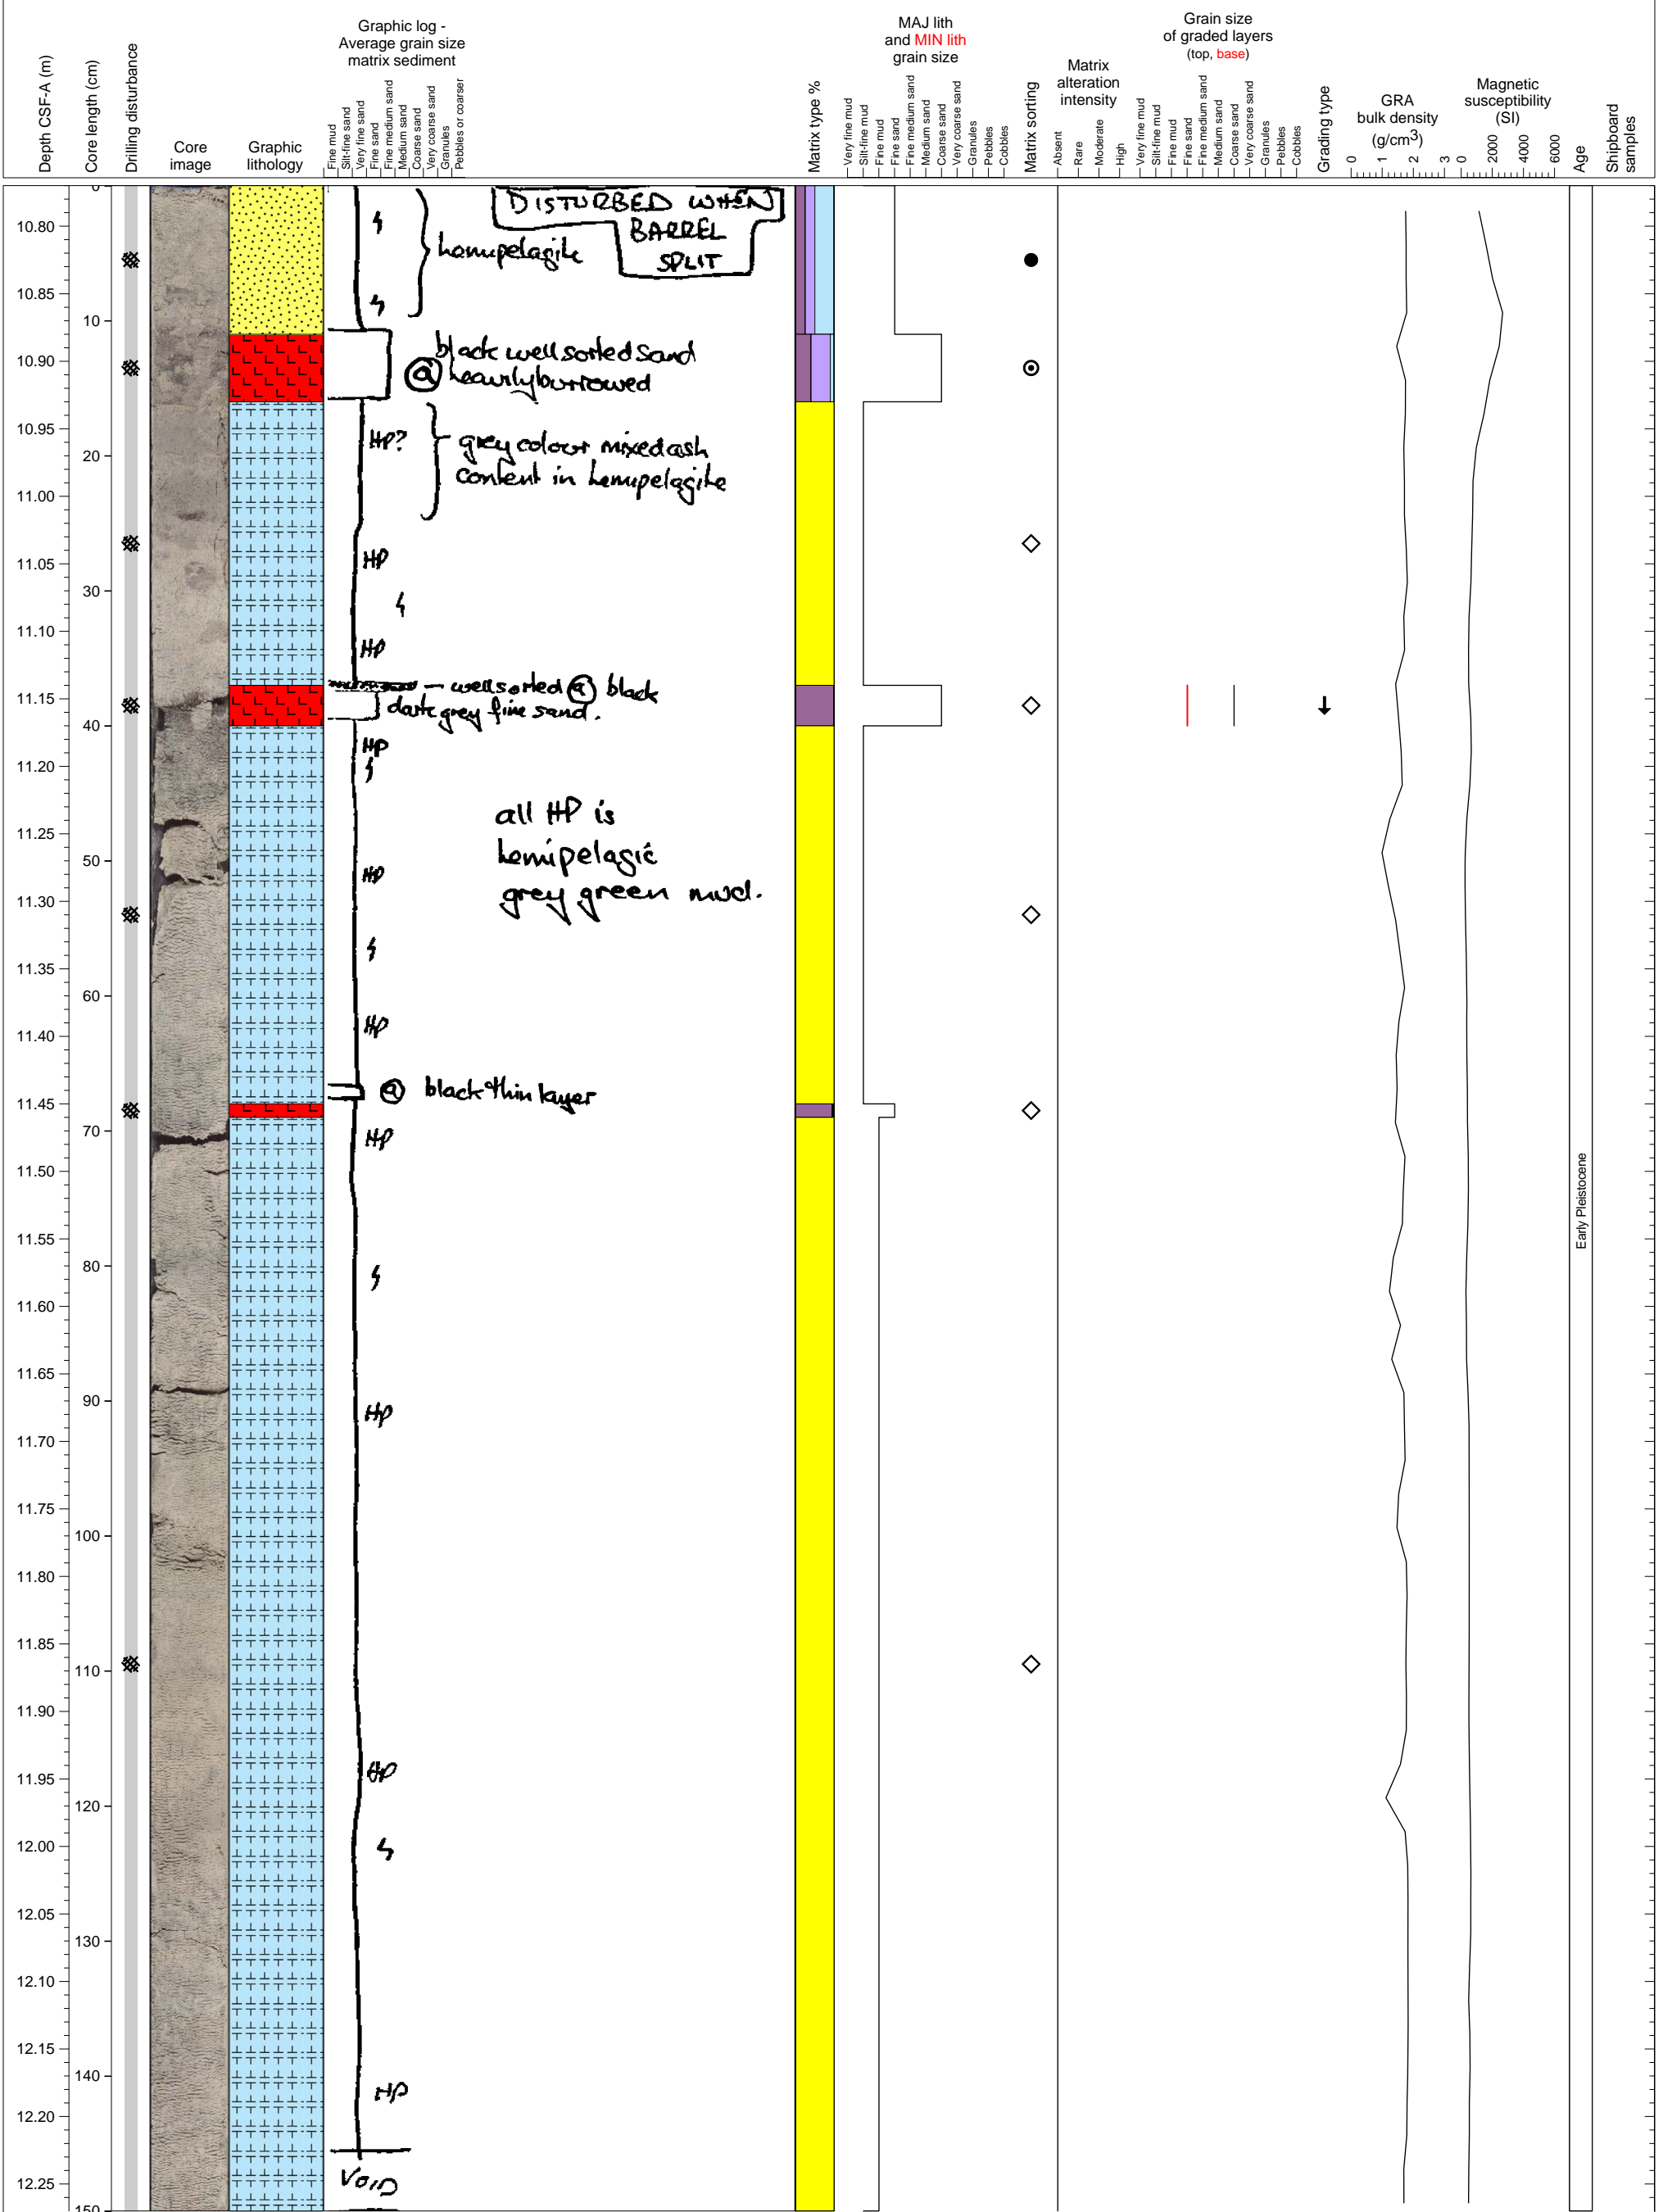 Depth CSF-A (m)
Core length (cm)
Drilling disturbance
Core
image
Graphic
lithology
Graphic log -
Average grain size
matrix sediment
Fine mud
Silt-fine sand
Very fine sand
Fine sand
Fine medium sand
Medium sand
Coarse sand
Very coarse sand
Granules
Pebbles or coarser
Matrix type %
MAJ lith
and MIN lith
grain size
Very fine mud
Silt-fine mud
Fine mud
Fine sand
Fine medium sand
Medium sand
Coarse sand
Very coarse sand
Granules
Pebbles
Cobbles
Matrix sorting
Matrix
alteration
intensity
Absent
Rare
Moderate
High
Grain size
of graded layers
(top, base)
Very fine mud
Silt-fine mud
Fine mud
Fine sand
Fine medium sand
Medium sand
Coarse sand
Very coarse sand
Granules
Pebbles
Cobbles
Grading type
GRA
bulk density
(g/cm3)
0 1 2 3
Magnetic
susceptibility
(SI)
0 2000 4000 6000
Age
Shipboard
samples
0
10.80
10.85
10
10.90
10.95
20
11.00
11.05
30
11.10
11.15
40
11.20
11.25
50
11.30
11.35
60
11.40
11.45
70
11.50
11.55
80
11.60
11.65
90
11.70
11.75
100
11.80
11.85
110
11.90
11.95
120
12.00
12.05
130
12.10
12.15
140
12.20
12.25
150
DISTURBED WHEN
BARREL
SPLIT
hemipelagite
black well sorted sand
@ heavily burrowed
HP?
grey colour mixed ash
content in hemipelagite
HP
HP
well sorted @ black
dark grey fine sand.
HP
all HP is
hemipelagic
grey green mud.
HP
HP
@ black thin layer
HP
HP
HP
HP
VOID
Early Pleistocene